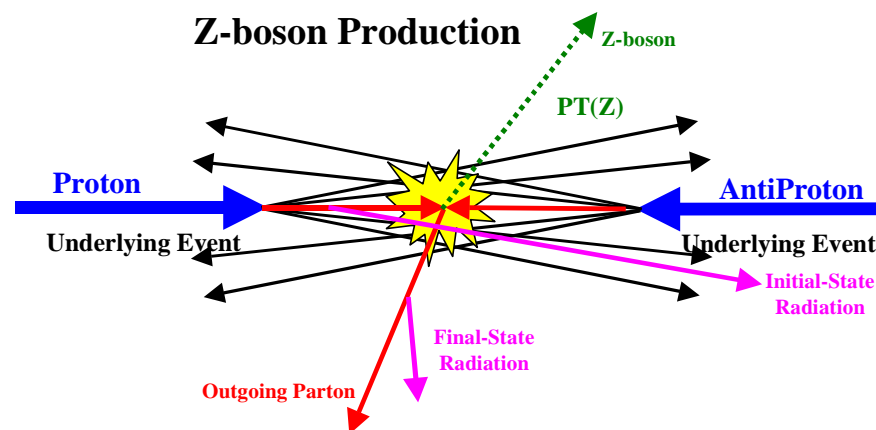 Z-boson Production
Z-boson
PT(Z)
Proton
AntiProton
Underlying Event
Underlying Event
Initial-State
Radiation
Final-State
Radiation
Outgoing Parton